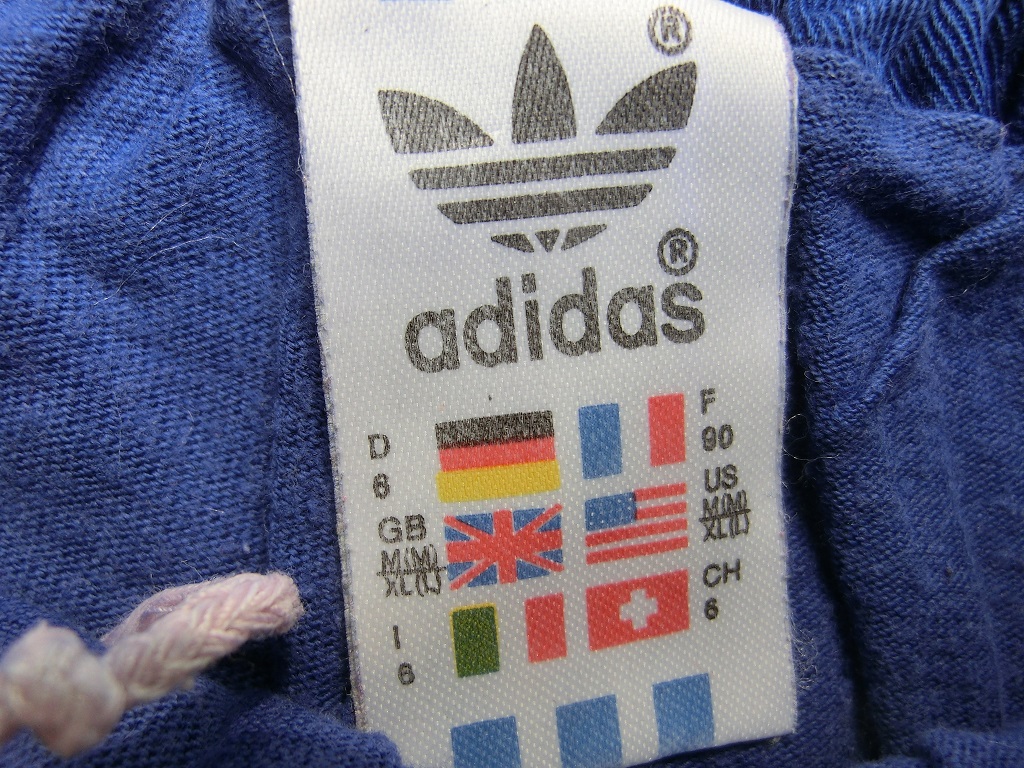 ®
adidas®
D
6
F
90
GB
M(M)
XL(L)
US
M(M)
XL(L)
I
6
CH
6